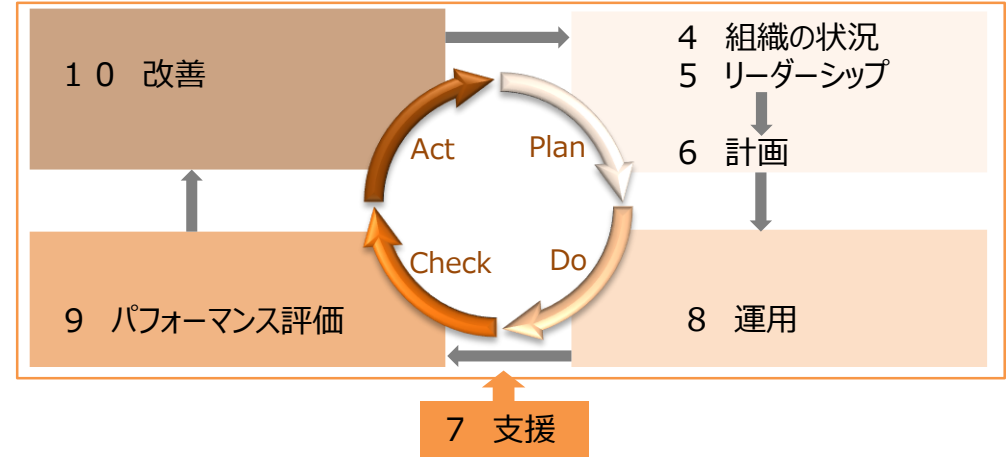 １０　改善
４　組織の状況
５　リーダーシップ
６　計画
Act
Plan
Check
Do
９　パフォーマンス評価
８　運用
７　支援